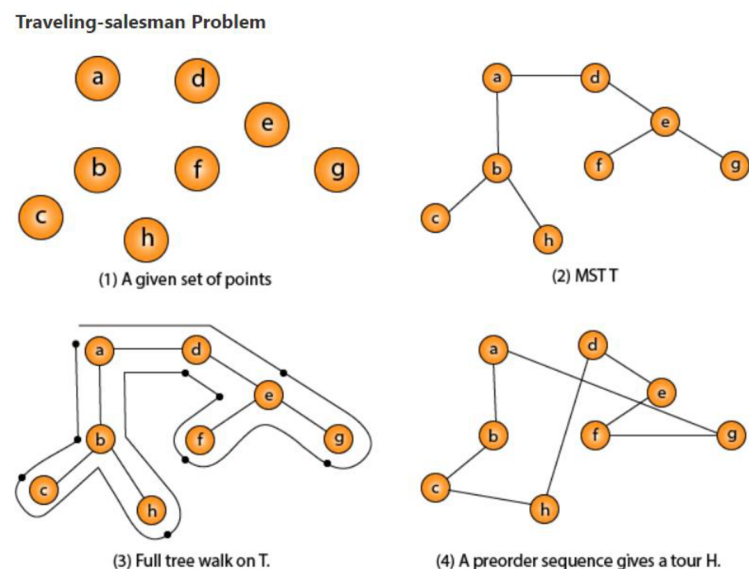 Traveling-salesman Problem
a
d
e
b
f
g
c
h
(1) A given set of points
a
d
e
b
f
g
c
h
(2) MST T
a
d
e
b
f
g
c
h
(3) Full tree walk on T.
a
d
e
b
f
g
c
h
(4) A preorder sequence gives a tour H.